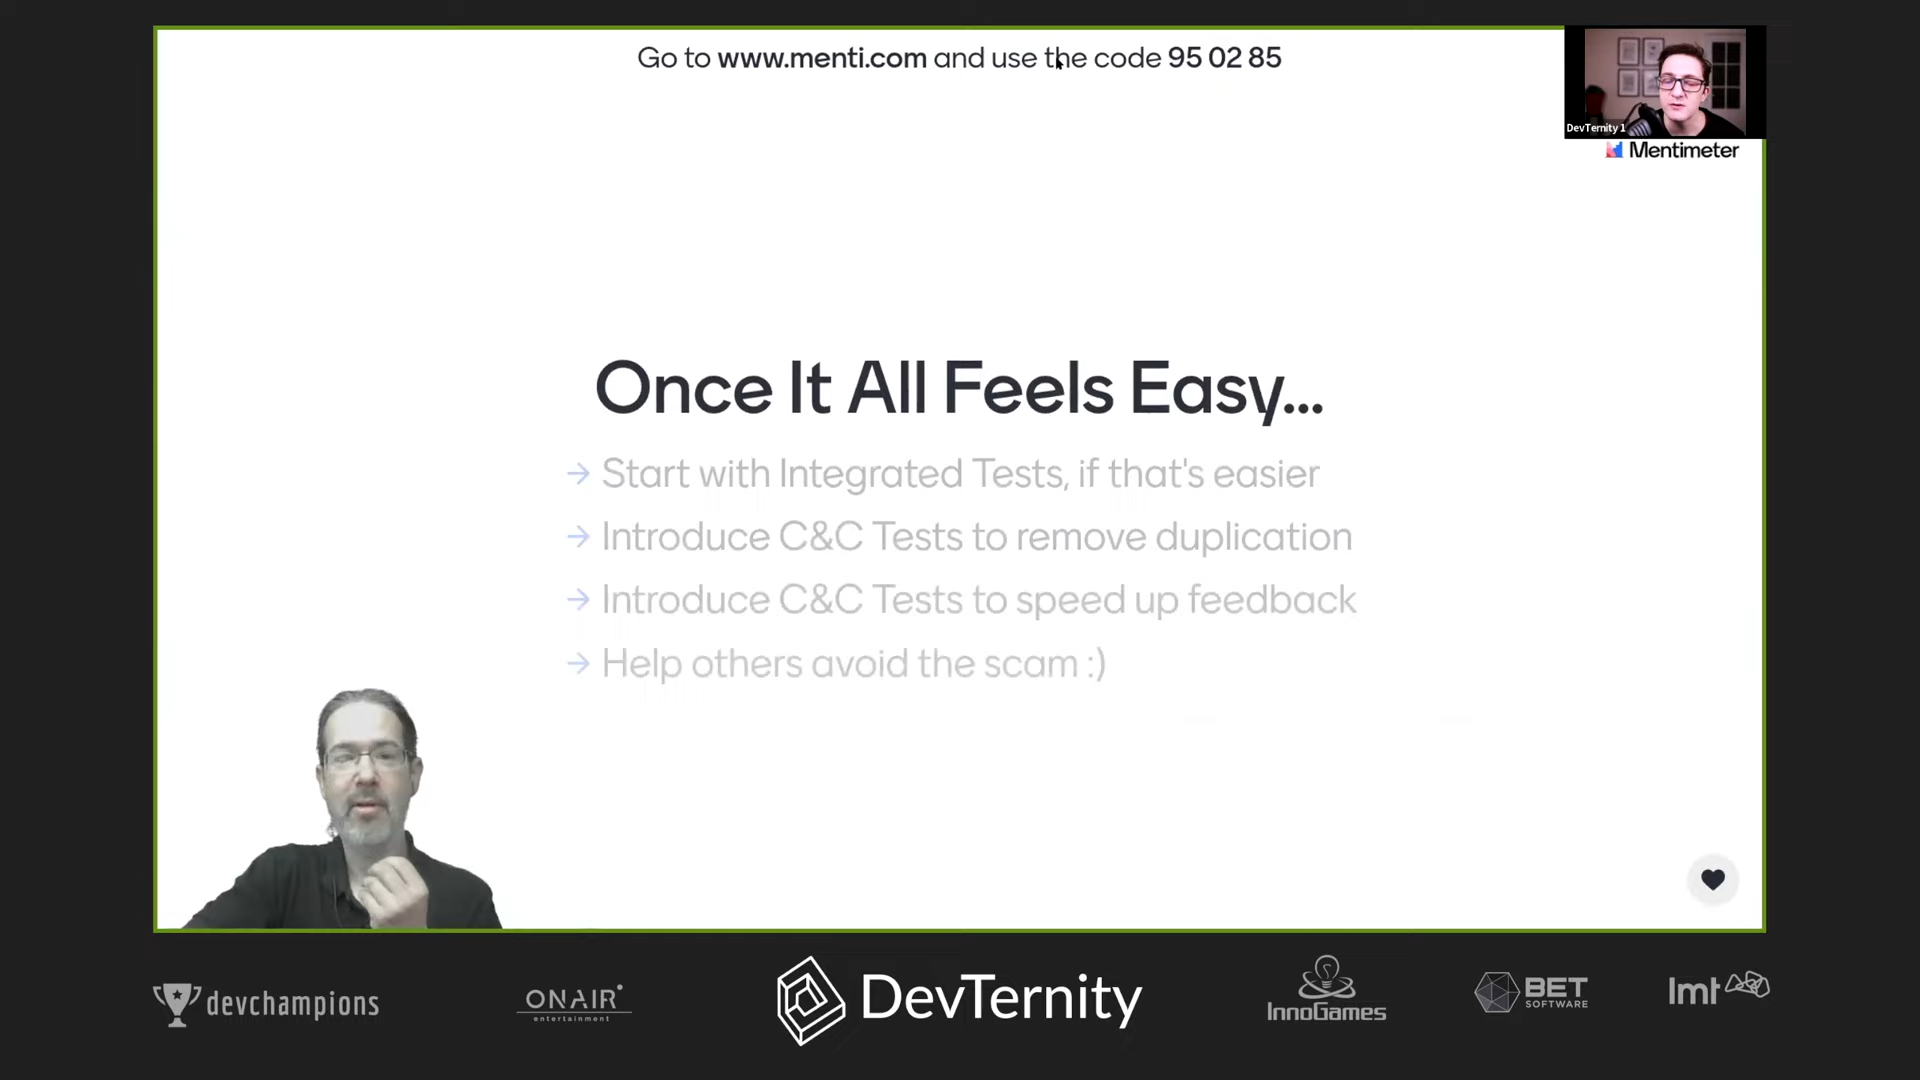 Go to www.menti.com and use the code 95 02 85
DevTernity 1
Mentimeter
Once It All Feels Easy...
→ Start with Integrated Tests, if that's easier
→ Introduce C&C Tests to remove duplication
→ Introduce C&C Tests to speed up feedback
→ Help others avoid the scam :)
devchampions
ONAIR
entertainment
DevTernity
InnoGames
BET
SOFTWARE
lmt